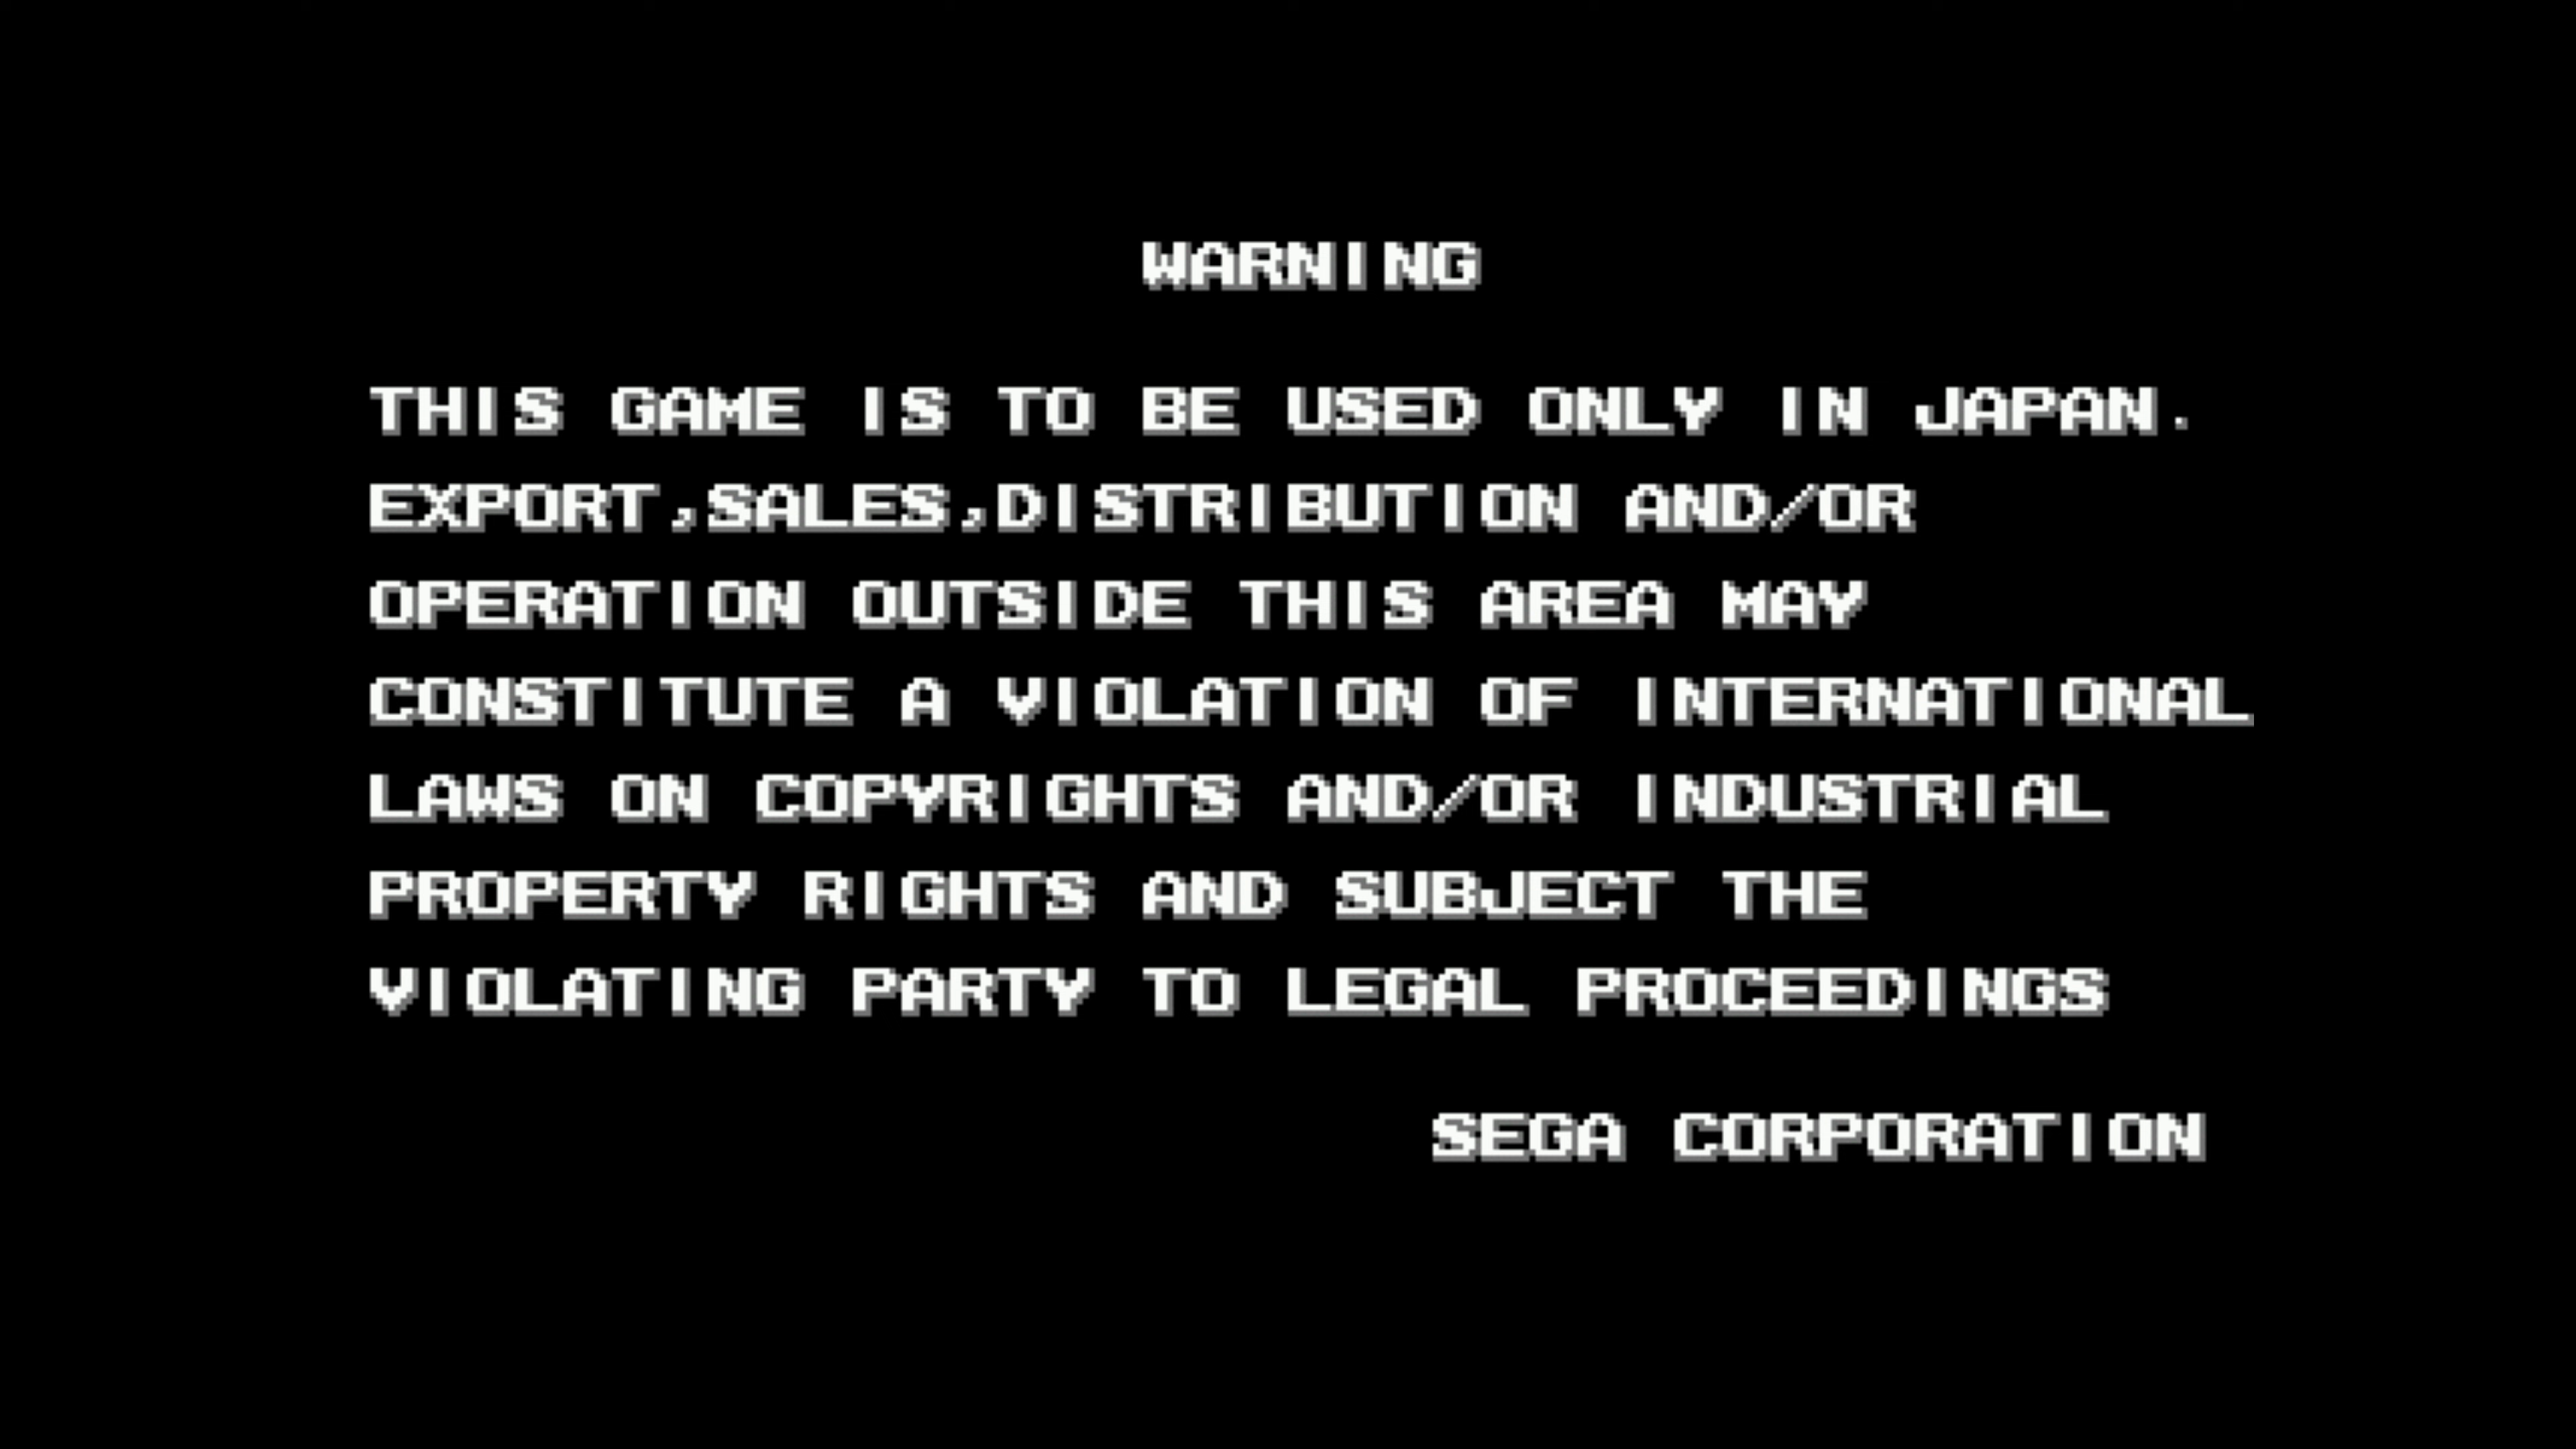 WARNING
THIS GAME IS TO BE USED ONLY IN JAPAN.
EXPORT,SALES,DISTRIBUTION AND/OR
OPERATION OUTSIDE THIS AREA MAY
CONSTITUTE A VIOLATION OF INTERNATIONAL
LAWS ON COPYRIGHTS AND/OR INDUSTRIAL
PROPERTY RIGHTS AND SUBJECT THE
VIOLATING PARTY TO LEGAL PROCEEDINGS
SEGA CORPORATION